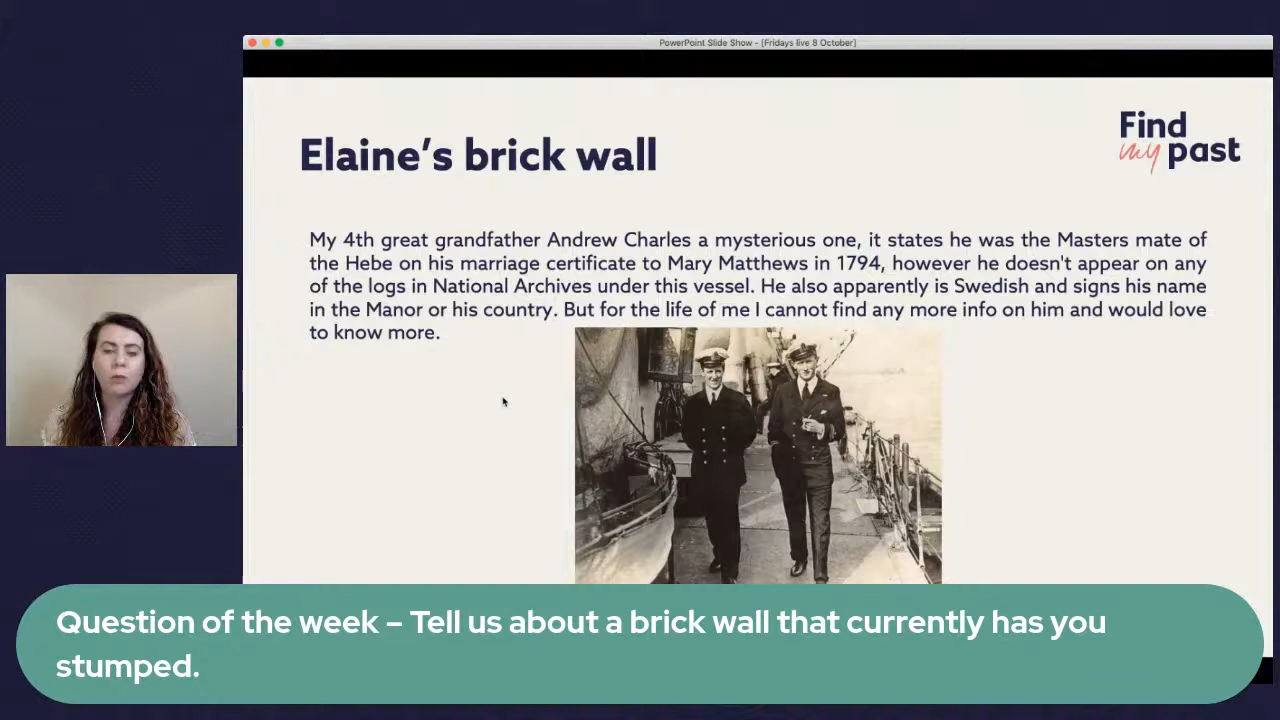 PowerPoint Slide Show - [Fridays live 8 October]
Find
my past
Elaine’s brick wall
My 4th great grandfather Andrew Charles a mysterious one, it states he was the Masters mate of
the Hebe on his marriage certificate to Mary Matthews in 1794, however he doesn't appear on any
of the logs in National Archives under this vessel. He also apparently is Swedish and signs his name
in the Manor or his country. But for the life of me I cannot find any more info on him and would love
to know more.
Question of the week – Tell us about a brick wall that currently has you
stumped.